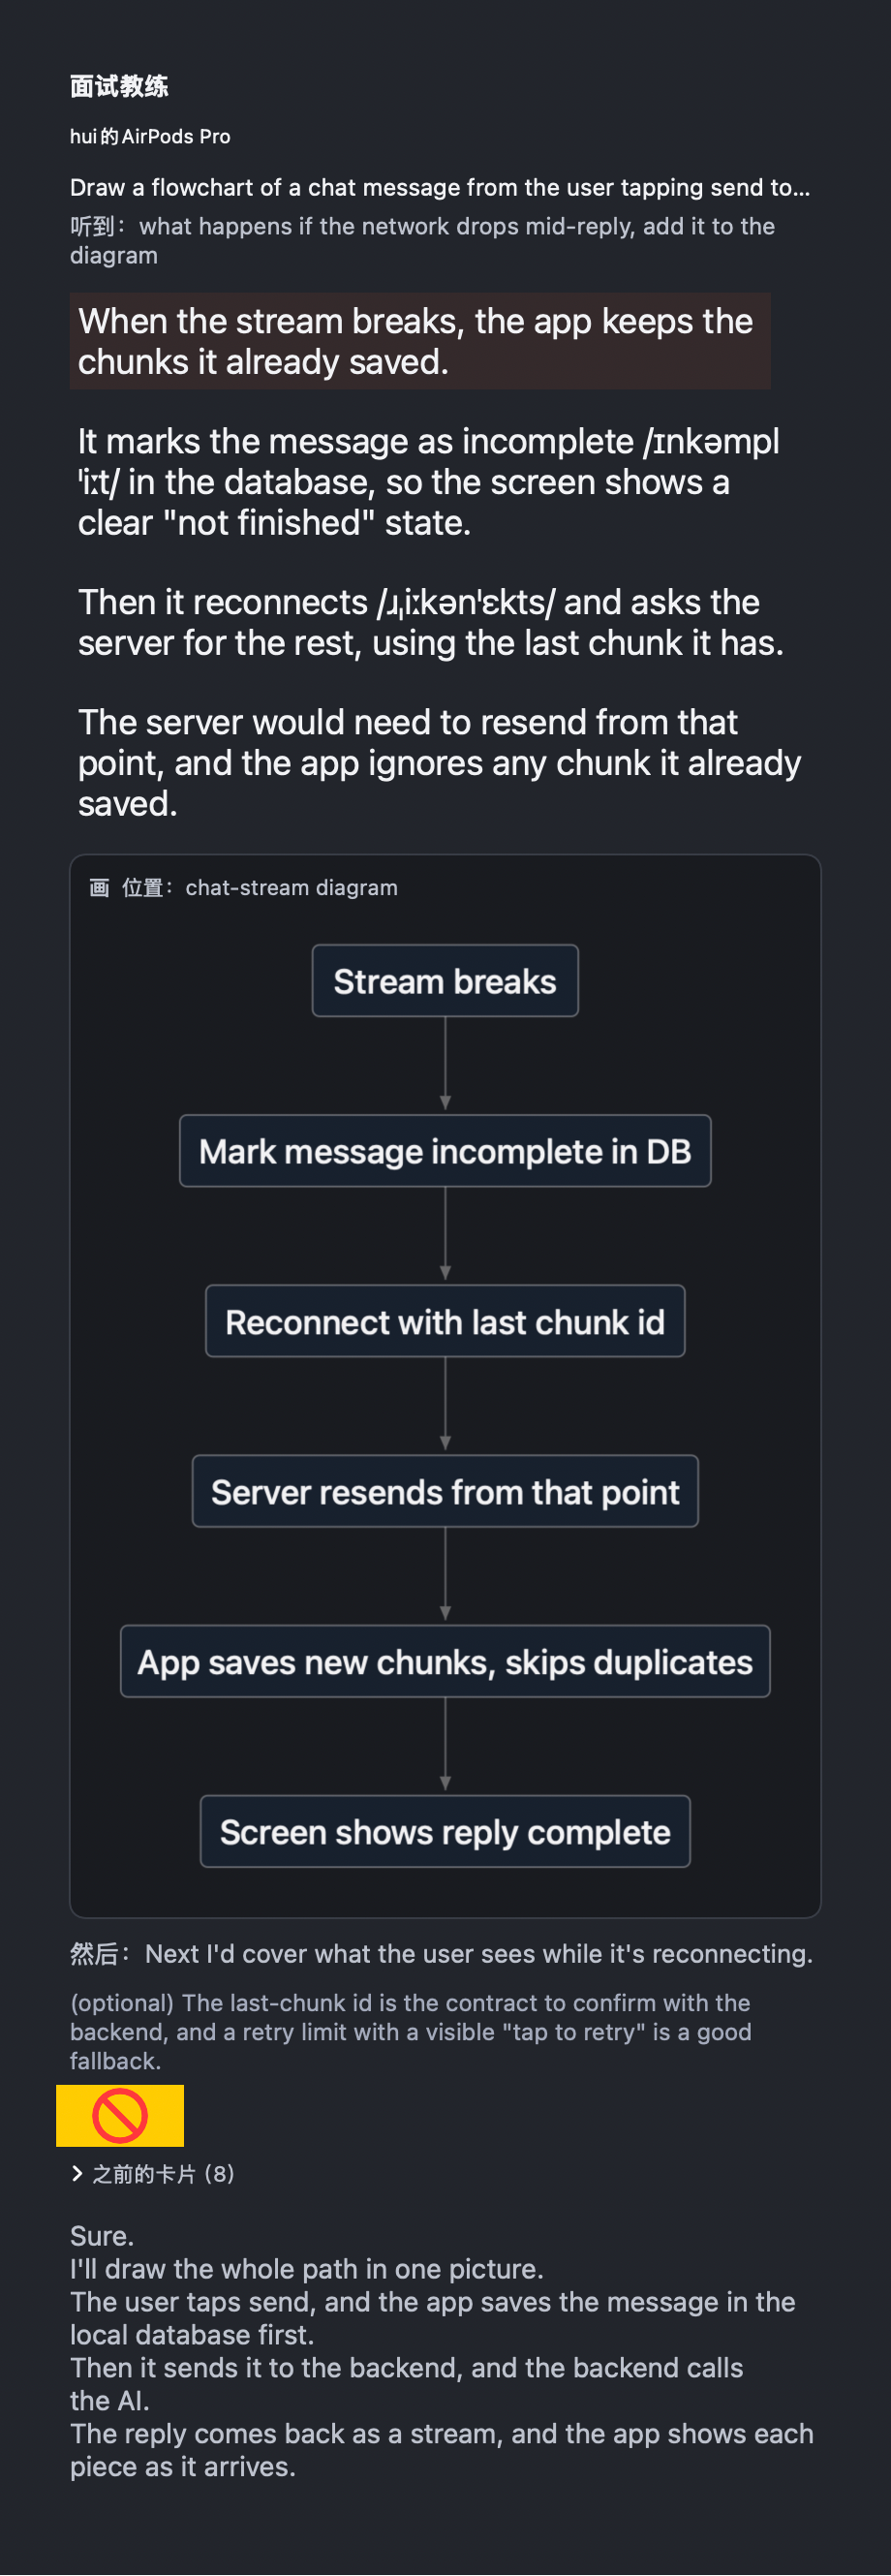 面试教练
hui的AirPods Pro
Draw a flowchart of a chat message from the user tapping send to...
听到：what happens if the network drops mid-reply, add it to the
diagram
When the stream breaks, the app keeps the
chunks it already saved.
It marks the message as incomplete /ɪnkəmpl
ˈiːt/ in the database, so the screen shows a
clear "not finished" state.
Then it reconnects /ɹˌiːkənˈɛkts/ and asks the
server for the rest, using the last chunk it has.
The server would need to resend from that
point, and the app ignores any chunk it already
saved.
画 位置：chat-stream diagram
Stream breaks
Mark message incomplete in DB
Reconnect with last chunk id
Server resends from that point
App saves new chunks, skips duplicates
Screen shows reply complete
然后：Next I'd cover what the user sees while it's reconnecting.
(optional) The last-chunk id is the contract to confirm with the
backend, and a retry limit with a visible "tap to retry" is a good
fallback.
之前的卡片 (8)
Sure.
I'll draw the whole path in one picture.
The user taps send, and the app saves the message in the
local database first.
Then it sends it to the backend, and the backend calls
the AI.
The reply comes back as a stream, and the app shows each
piece as it arrives.